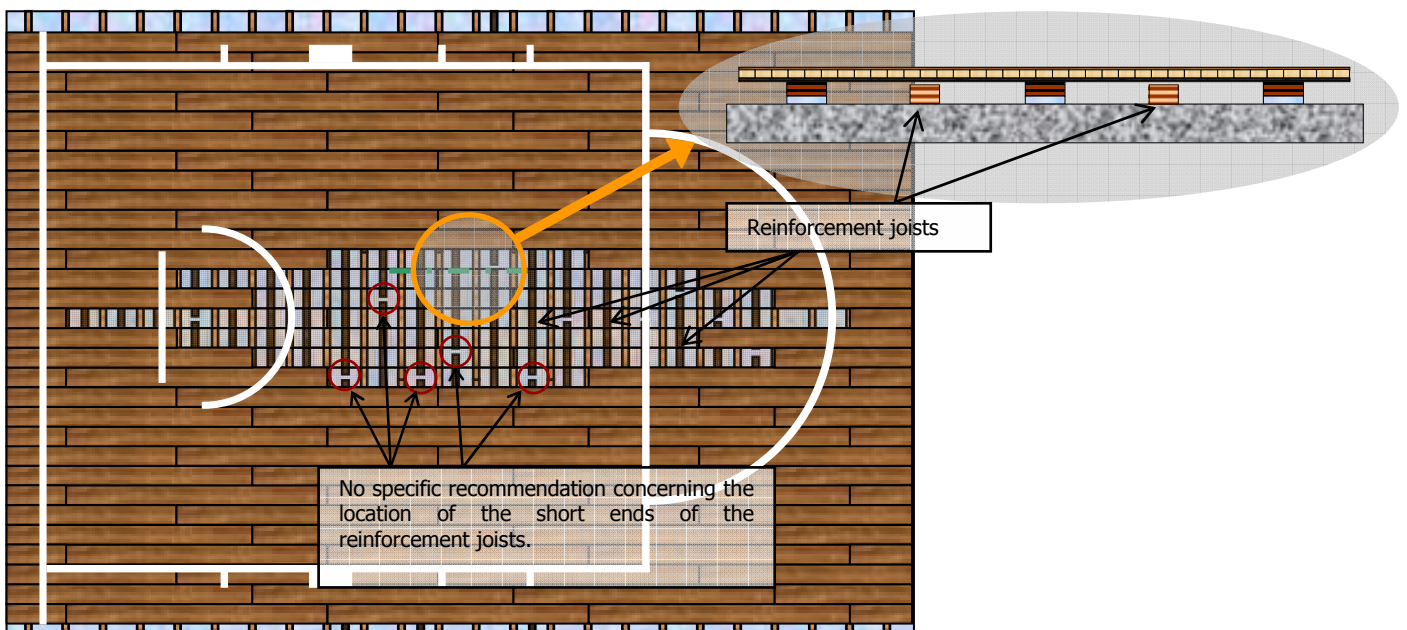 Reinforcement joists
No specific recommendation concerning the
location of the short ends of the
reinforcement joists.